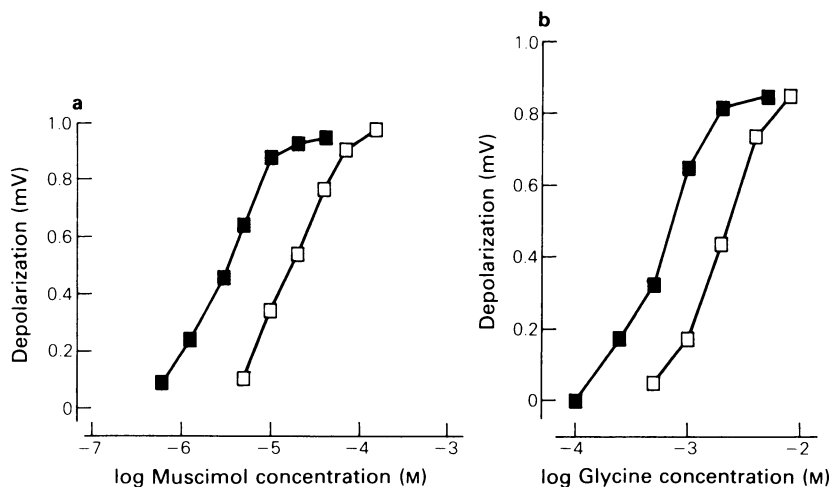 a
Depolarization (mV)
1.0
0.8
0.6
0.4
0.2
0
−7 −6 −5 −4 −3
log Muscimol concentration (M)
b
Depolarization (mV)
1.0
0.8
0.6
0.4
0.2
0
−4 −3 −2
log Glycine concentration (M)